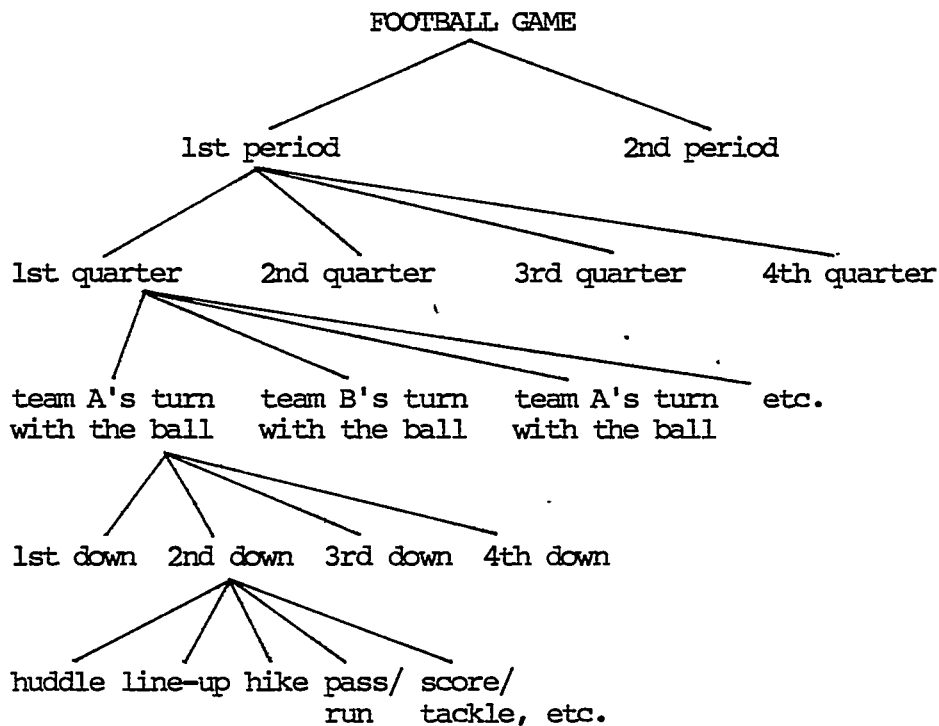 FOOTBALL GAME
1st period 2nd period
1st quarter 2nd quarter 3rd quarter 4th quarter
team A's turn team B's turn team A's turn etc.
with the ball with the ball with the ball
1st down 2nd down 3rd down 4th down
huddle line-up hike pass/ score/
run tackle, etc.